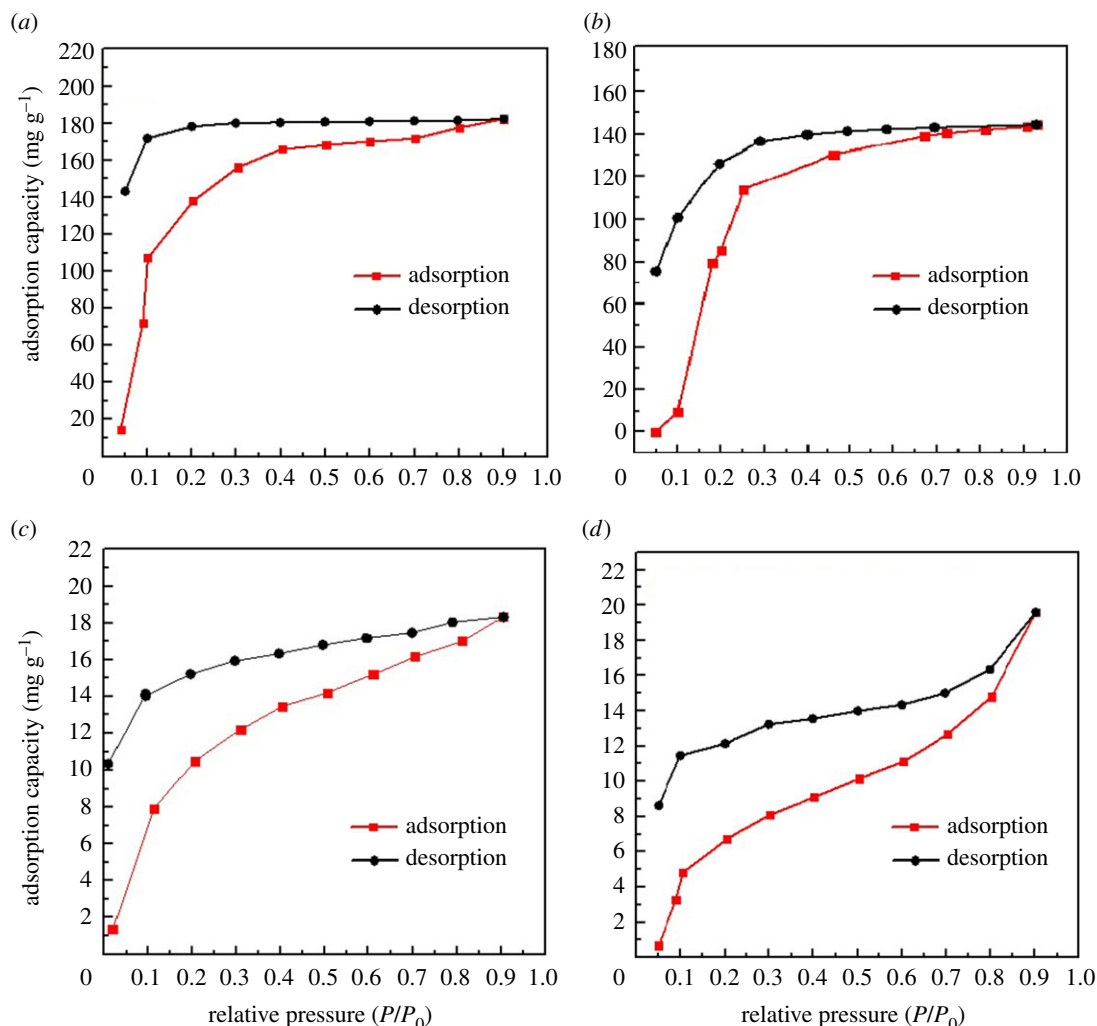 (a)
220
200
180
160
140
120
100
80
60
40
20
0
adsorption capacity (mg g⁻¹)
adsorption
desorption
0.1 0.2 0.3 0.4 0.5 0.6 0.7 0.8 0.9 1.0
(b)
180
160
140
120
100
80
60
40
20
0
0
adsorption
desorption
0.1 0.2 0.3 0.4 0.5 0.6 0.7 0.8 0.9 1.0
(c)
22
20
18
16
14
12
10
8
6
4
2
0
adsorption capacity (mg g⁻¹)
adsorption
desorption
0.1 0.2 0.3 0.4 0.5 0.6 0.7 0.8 0.9 1.0
relative pressure (P/P₀)
(d)
22
20
18
16
14
12
10
8
6
4
2
0
adsorption
desorption
0.1 0.2 0.3 0.4 0.5 0.6 0.7 0.8 0.9 1.0
relative pressure (P/P₀)